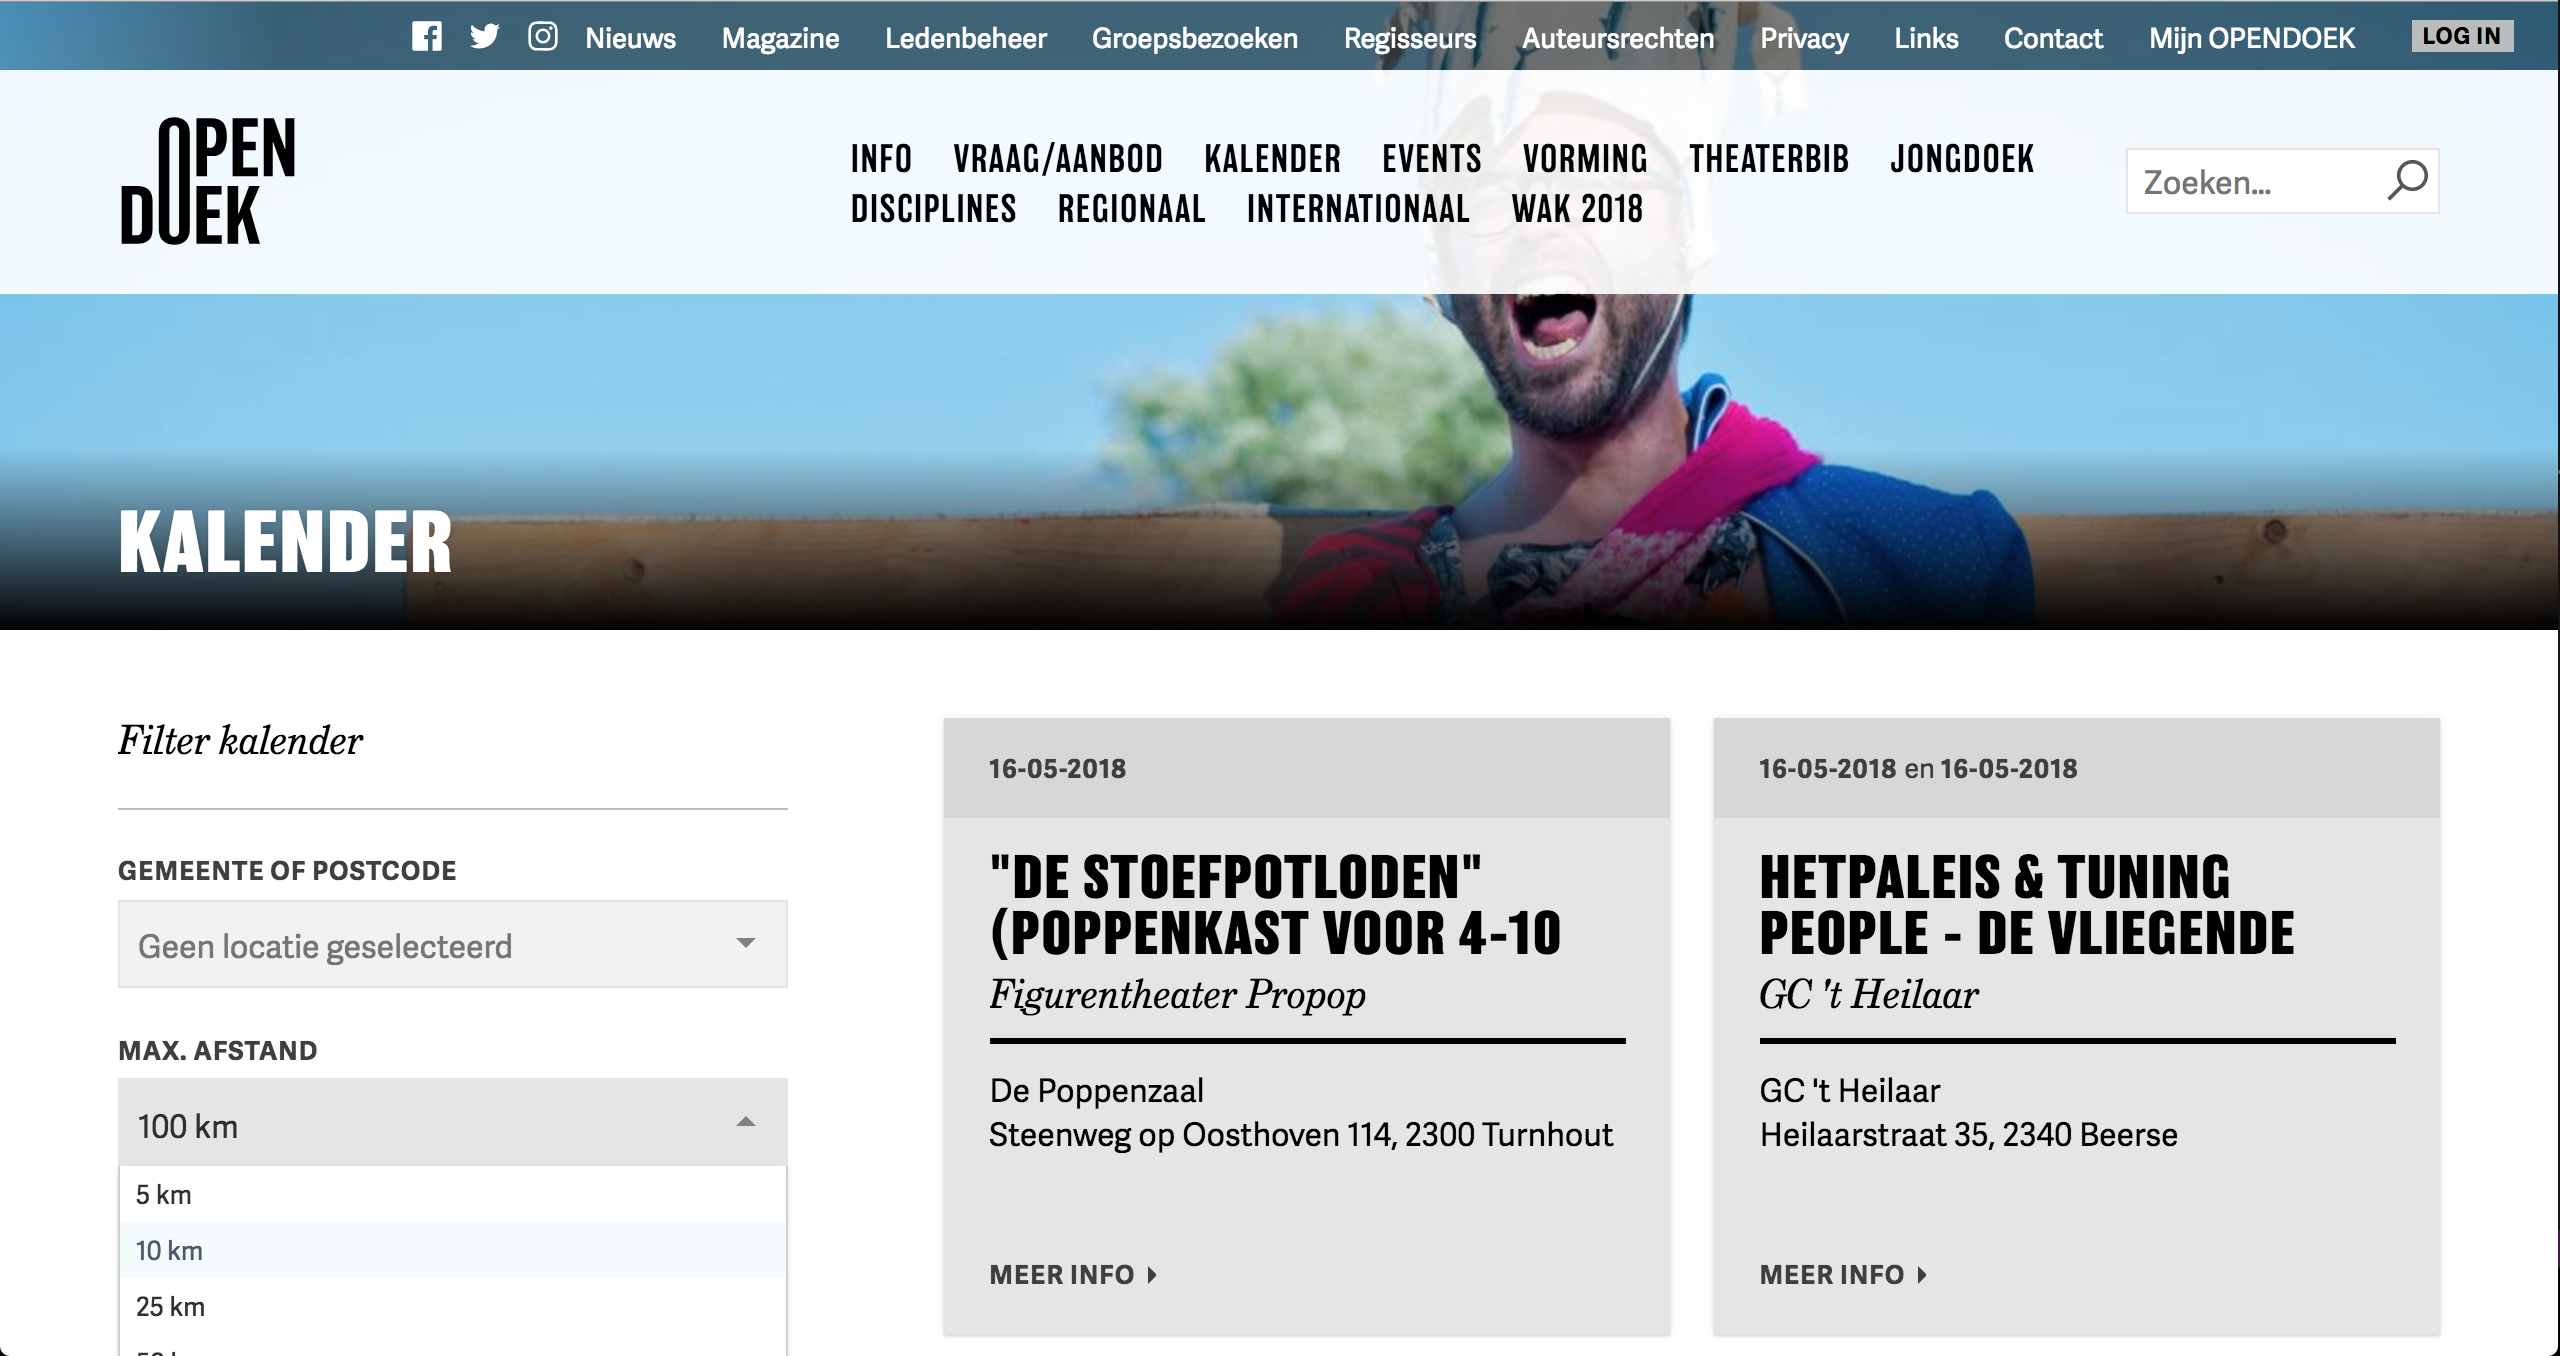 Nieuws Magazine Ledenbeheer Groepsbezoeken Regisseurs Auteursrechten Privacy Links Contact Mijn OPENDOEK LOG IN
OPEN
DOEK
INFO VRAAG/AANBOD KALENDER EVENTS VORMING THEATERBIB JONGDOEK
DISCIPLINES REGIONAAL INTERNATIONAAL WAK 2018
Zoeken...
KALENDER
Filter kalender
GEMEENTE OF POSTCODE
Geen locatie geselecteerd
MAX. AFSTAND
100 km
5 km
10 km
25 km
16-05-2018
"DE STOEFPOTLODEN"
(POPPENKAST VOOR 4-10
Figurentheater Propop
De Poppenzaal
Steenweg op Oosthoven 114, 2300 Turnhout
MEER INFO
16-05-2018 en 16-05-2018
HETPALEIS & TUNING
PEOPLE - DE VLIEGENDE
GC 't Heilaar
GC 't Heilaar
Heilaarstraat 35, 2340 Beerse
MEER INFO